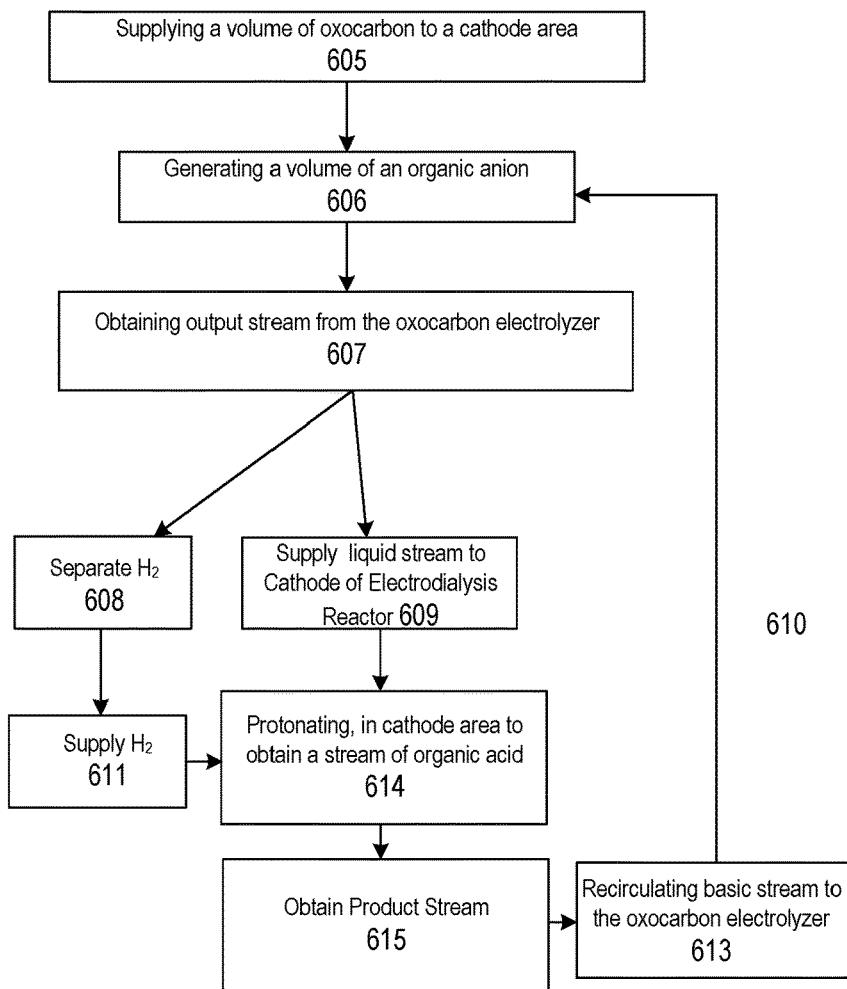 Supplying a volume of oxocarbon to a cathode area
605
Generating a volume of an organic anion
606
Obtaining output stream from the oxocarbon electrolyzer
607
Separate H₂
608
Supply liquid stream to
Cathode of Electrodialysis
Reactor 609
610
Supply H₂
611
Protonating, in cathode area to
obtain a stream of organic acid
614
Obtain Product Stream
615
Recirculating basic stream to
the oxocarbon electrolyzer
613